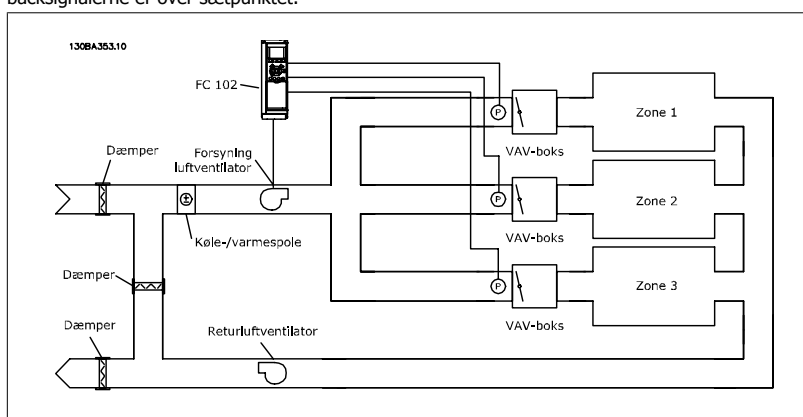 backsignalerne er over sætpunktet.
130BA353.10
FC 102
Dæmper
Forsyning
luftventilator
Køle-/varmespole
Dæmper
Dæmper
Returluftventilator
P
VAV-boks
Zone 1
P
VAV-boks
Zone 2
P
VAV-boks
Zone 3